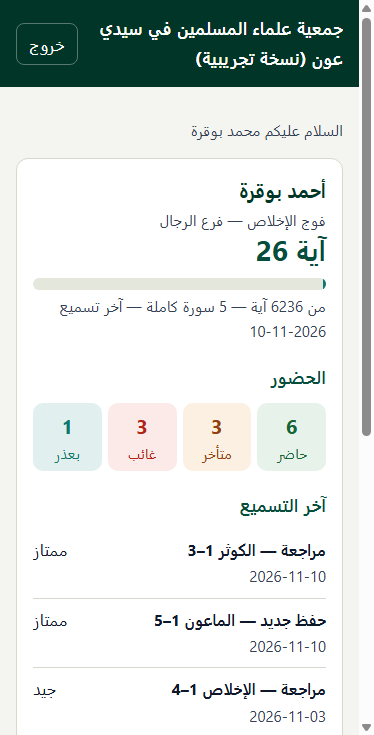 جمعية علماء المسلمين في سيدي
عون (نسخة تجريبية)
خروج
السلام عليكم محمد بوقرة
أحمد بوقرة
فوج الإخلاص — فرع الرجال
26 آية
من 6236 آية — 5 سورة كاملة — آخر تسميع
10-11-2026
الحضور
6
حاضر
3
متأخر
3
غائب
1
بعذر
آخر التسميع
مراجعة — الكوثر 1–3
ممتاز
2026-11-10
حفظ جديد — الماعون 1–5
ممتاز
2026-11-10
مراجعة — الإخلاص 1–4
جيد
2026-11-03